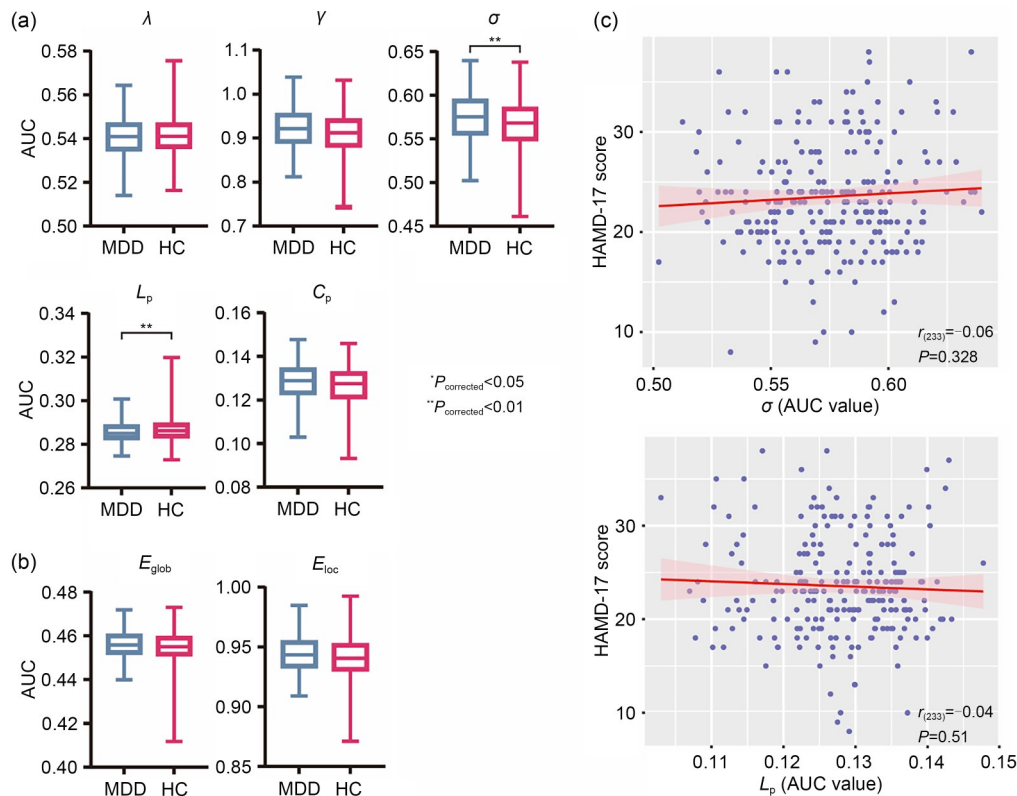 (a)
λ
γ
σ
AUC
0.58
0.56
0.54
0.52
0.50
MDD HC
1.1
1.0
0.9
0.8
0.7
MDD HC
0.65
0.60
0.55
0.50
0.45
**
MDD HC
Lp
Cp
AUC
0.34
0.32
0.30
0.28
0.26
**
MDD HC
0.16
0.14
0.12
0.10
0.08
MDD HC
*Pcorrected<0.05
**Pcorrected<0.01
(b)
Eglob
Eloc
AUC
0.48
0.46
0.44
0.42
0.40
MDD HC
1.00
0.95
0.90
0.85
MDD HC
(c)
HAMD-17 score
30
20
10
r(233)=−0.06
P=0.328
0.50 0.55 0.60
σ (AUC value)
HAMD-17 score
30
20
10
r(233)=−0.04
P=0.51
0.11 0.12 0.13 0.14 0.15
Lp (AUC value)